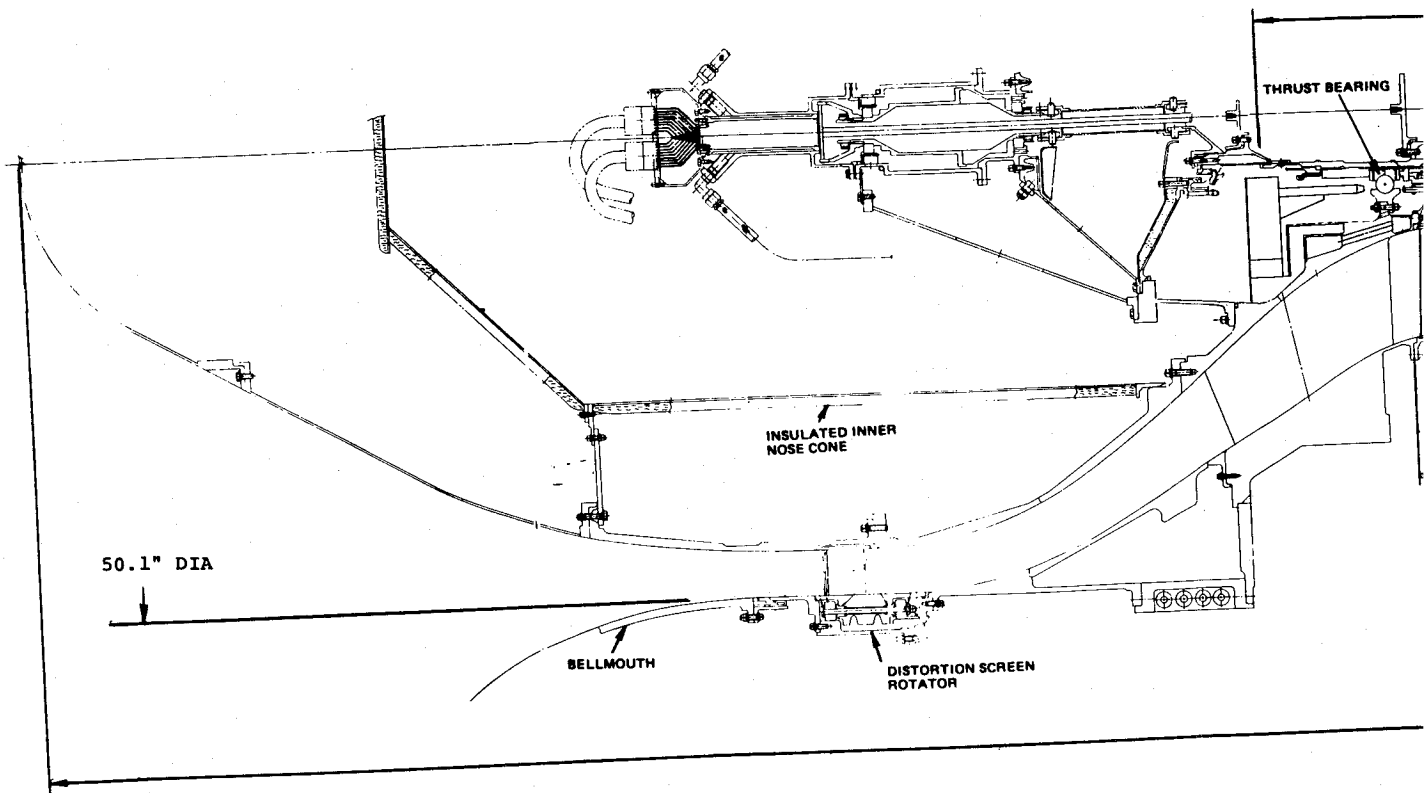 THRUST BEARING
INSULATED INNER
NOSE CONE
50.1" DIA
BELLMOUTH
DISTORTION SCREEN
ROTATOR